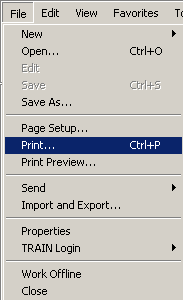 File Edit View Favorites
New
Open... Ctrl+O
Edit
Save Ctrl+S
Save As...
Page Setup...
Print... Ctrl+P
Print Preview...
Send
Import and Export...
Properties
TRAIN Login
Work Offline
Close